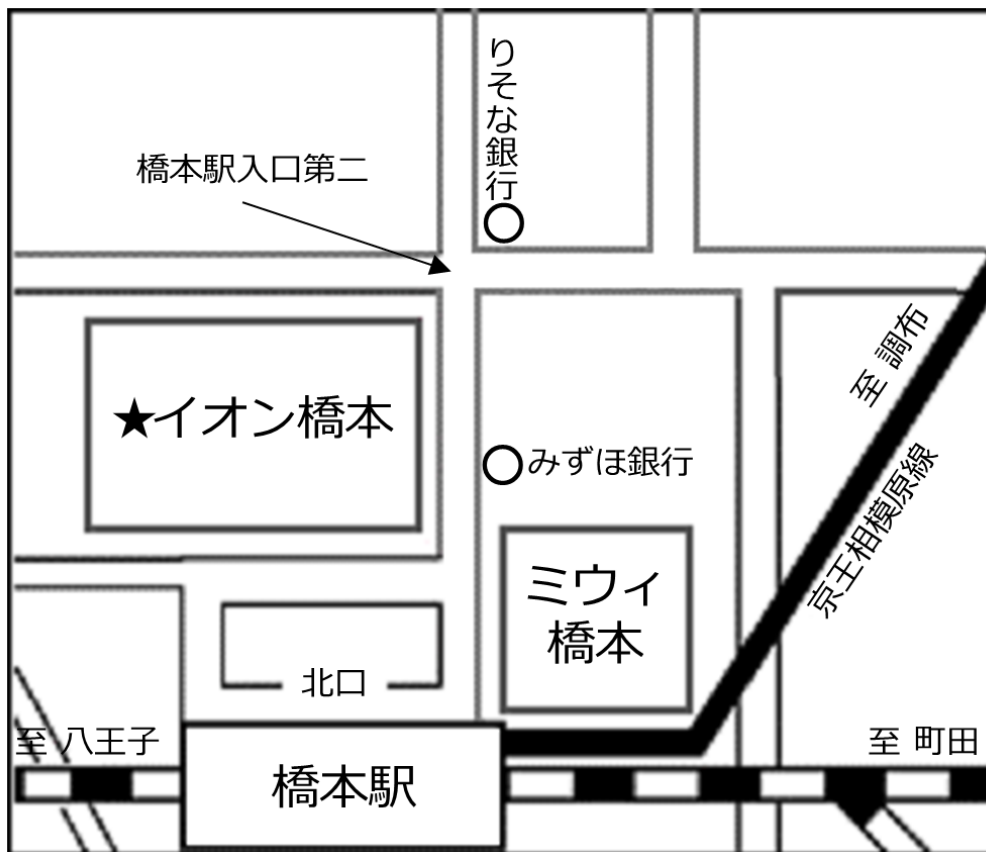 りそな銀行
橋本駅入口第二
至 調布
★イオン橋本
みずほ銀行
京王相模原線
ミウィ
橋本
北口
至 八王子
至 町田
橋本駅